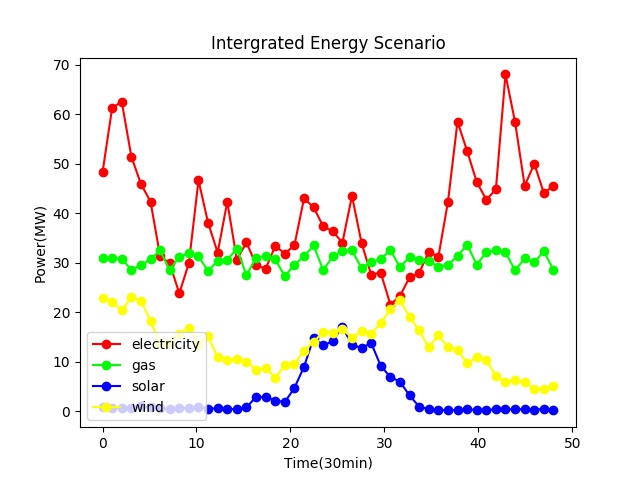 Intergrated Energy Scenario
Power(MW)
70
60
50
40
30
20
10
0
electricity
gas
solar
wind
0 10 20 30 40 50
Time(30min)